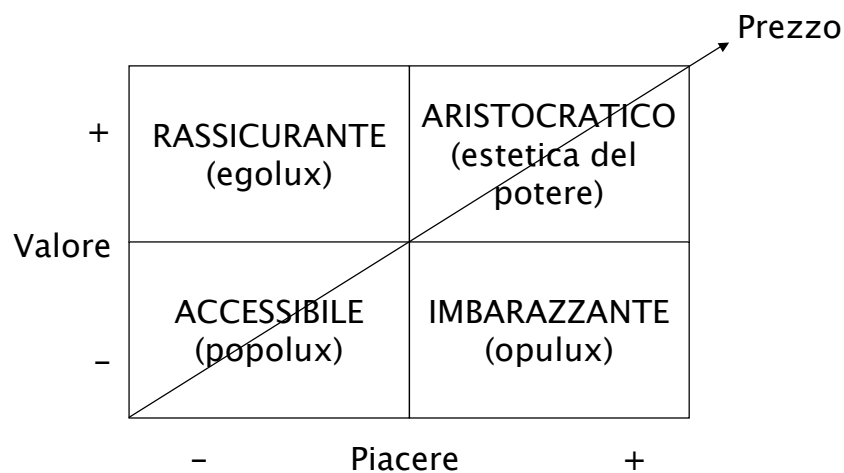 Prezzo
+
RASSICURANTE
(egolux)
ARISTOCRATICO
(estetica del
potere)
Valore
ACCESSIBILE
(popolux)
IMBARAZZANTE
(opulux)
–
– Piacere +